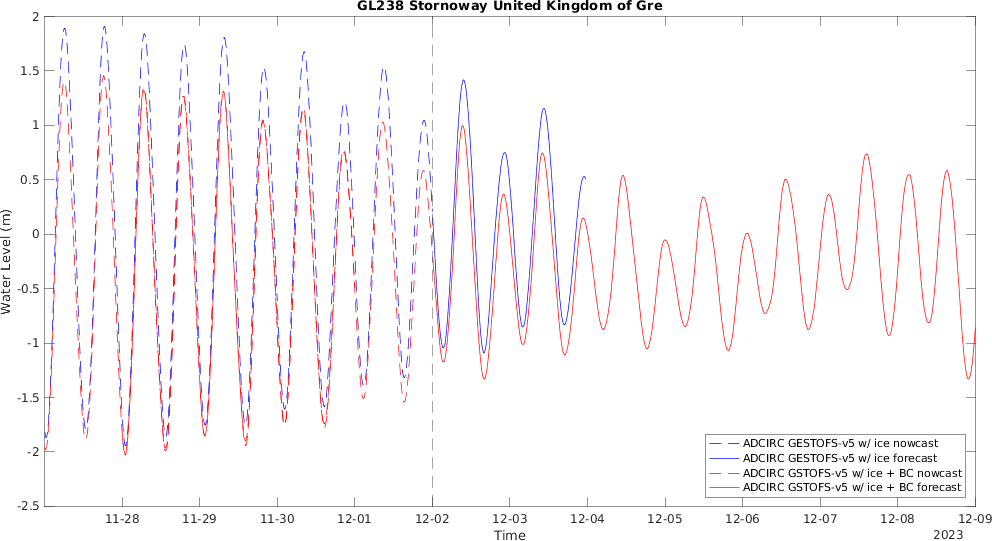 GL238 Stornoway United Kingdom of Gre
2
1.5
1
0.5
0
-0.5
-1
-1.5
-2
-2.5
Water Level (m)
ADCIRC GESTOFS-v5 w/ ice nowcast
ADCIRC GESTOFS-v5 w/ ice forecast
ADCIRC GSTOFS-v5 w/ ice + BC nowcast
ADCIRC GSTOFS-v5 w/ ice + BC forecast
11-28 11-29 11-30 12-01 12-02 12-03 12-04 12-05 12-06 12-07 12-08 12-09
Time 2023